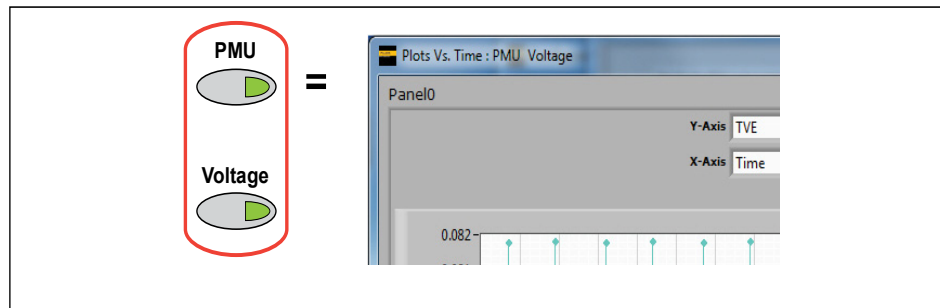 PMU
=
Voltage
Plots Vs. Time : PMU Voltage
Panel0
Y-Axis TVE
X-Axis Time
0.082